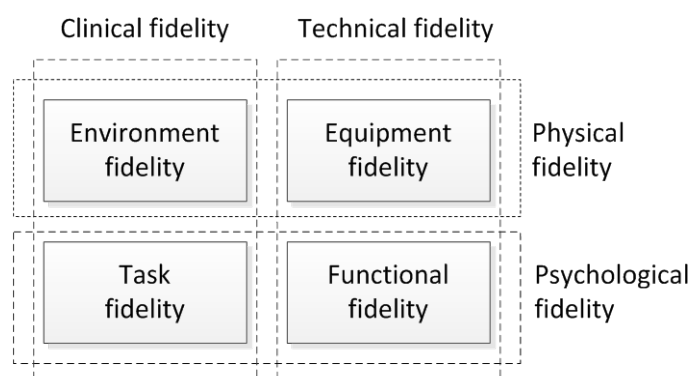 Clinical fidelity
Technical fidelity
Environment
fidelity
Equipment
fidelity
Physical
fidelity
Task
fidelity
Functional
fidelity
Psychological
fidelity